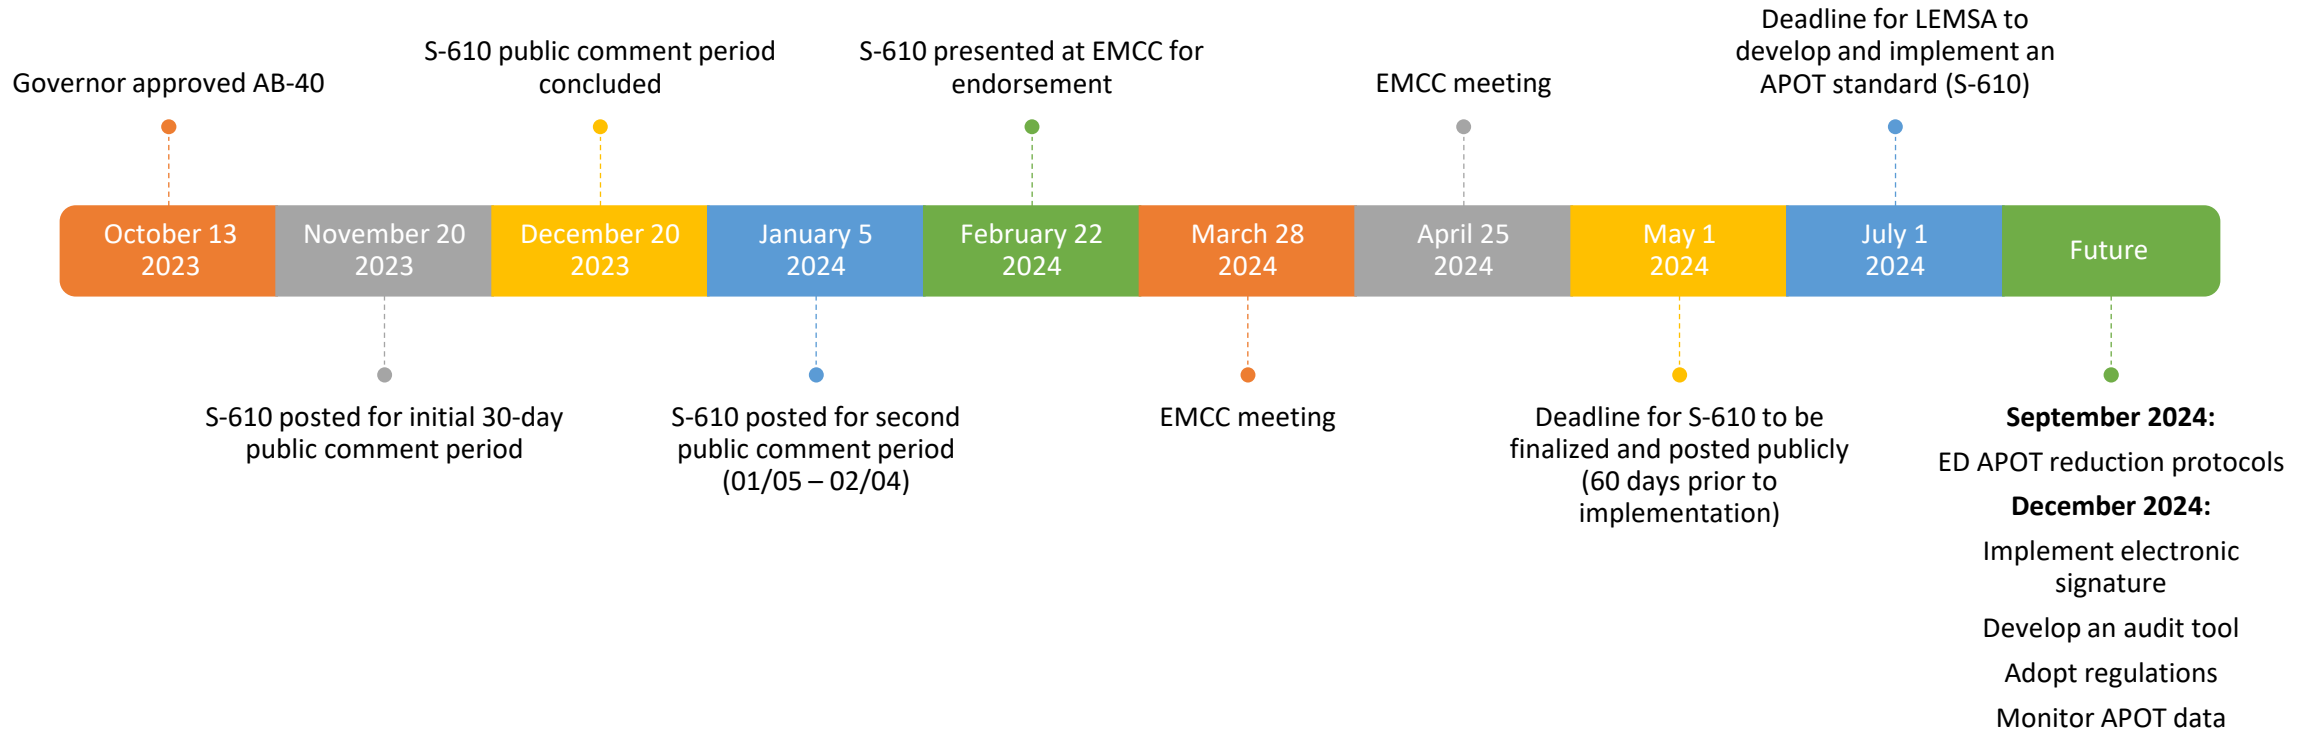 Governor approved AB-40
S-610 public comment period
concluded
S-610 presented at EMCC for
endorsement
EMCC meeting
Deadline for LEMSA to
develop and implement an
APOT standard (S-610)
October 13
2023
November 20
2023
December 20
2023
January 5
2024
February 22
2024
March 28
2024
April 25
2024
May 1
2024
July 1
2024
Future
S-610 posted for initial 30-day
public comment period
S-610 posted for second
public comment period
(01/05 – 02/04)
EMCC meeting
Deadline for S-610 to be
finalized and posted publicly
(60 days prior to
implementation)
September 2024:
ED APOT reduction protocols
December 2024:
Implement electronic
signature
Develop an audit tool
Adopt regulations
Monitor APOT data